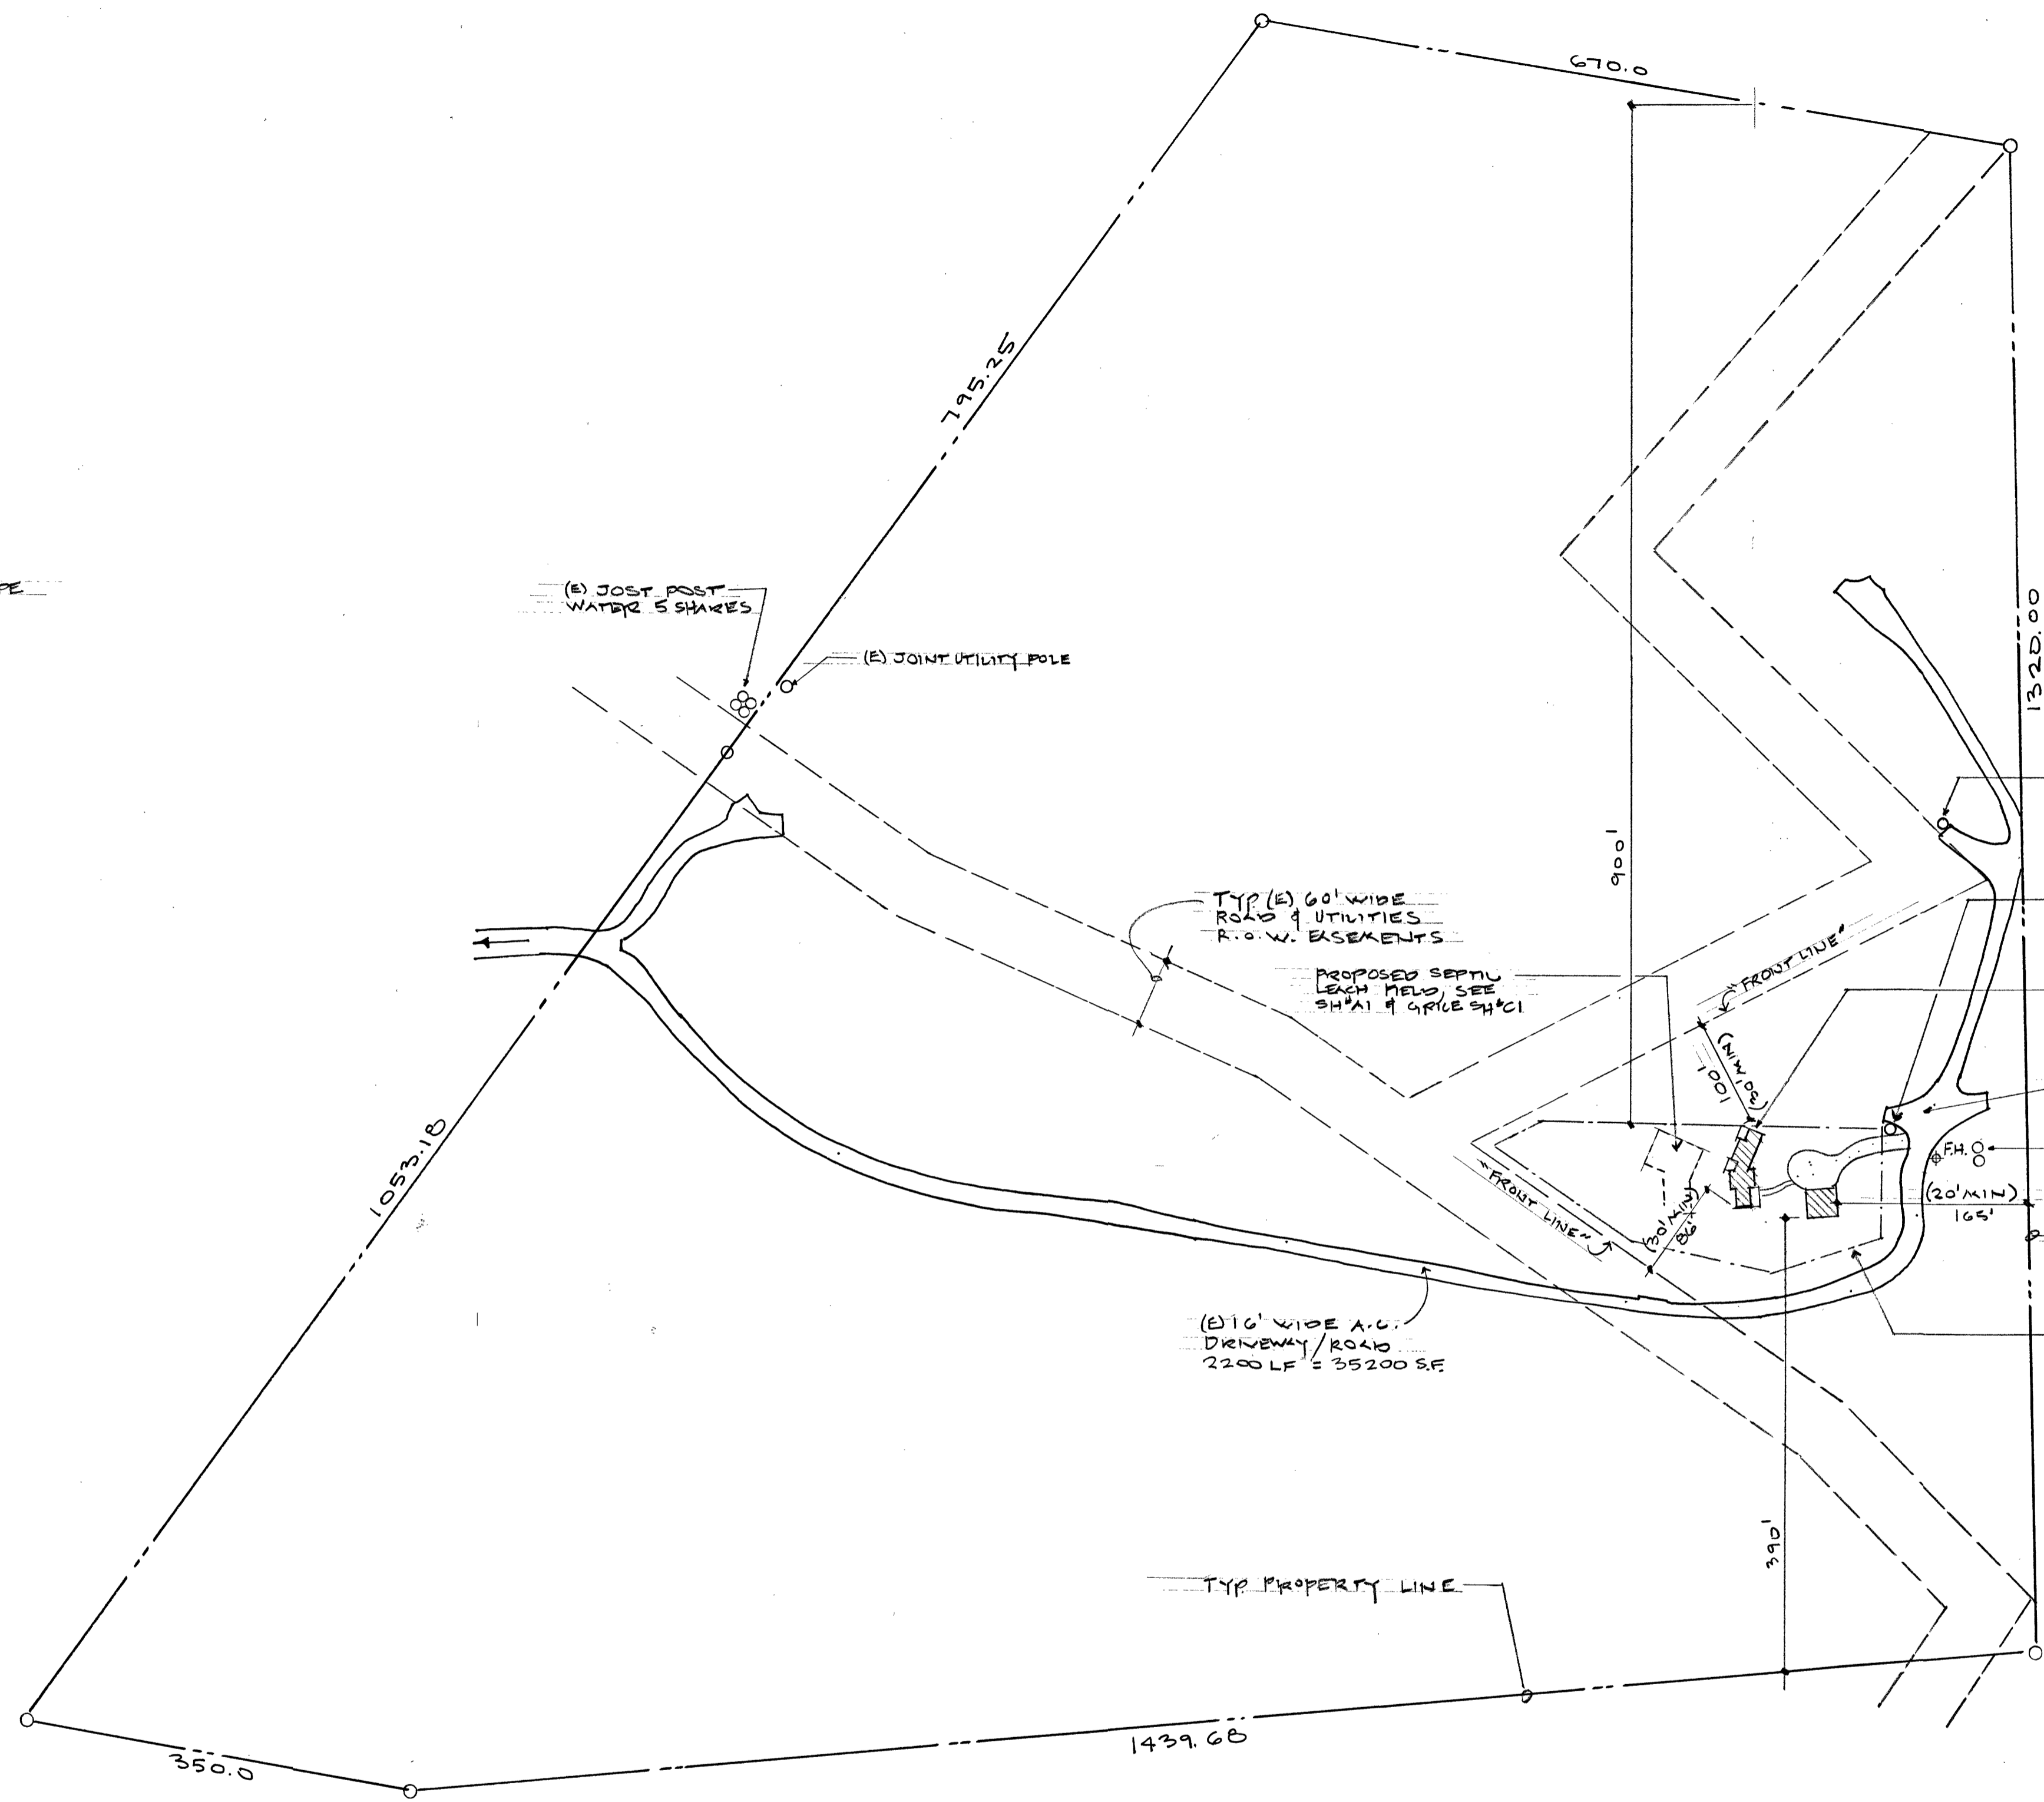 670.0
795.25
PE
(E) JOST POST
WATER 5 SHARES
(E) JOINT UTILITY POLE
1320.00
900'
TYP (E) 60' WIDE
ROAD & UTILITIES
R.O.W. EASEMENTS
"FRONT LINE"
PROPOSED SEPTIC
LEACH FIELD, SEE
SH#A1 & GRICE SH#C1
100'
(30' MIN)
1053.18
F.H.
"FRONT LINE"
(30' MIN)
86'
(20' MIN)
165'
(E) 16' WIDE A.C.
DRIVEWAY/ROAD
2200 LF = 35200 S.F.
390'
TYP. PROPERTY LINE
1439.68
350.0